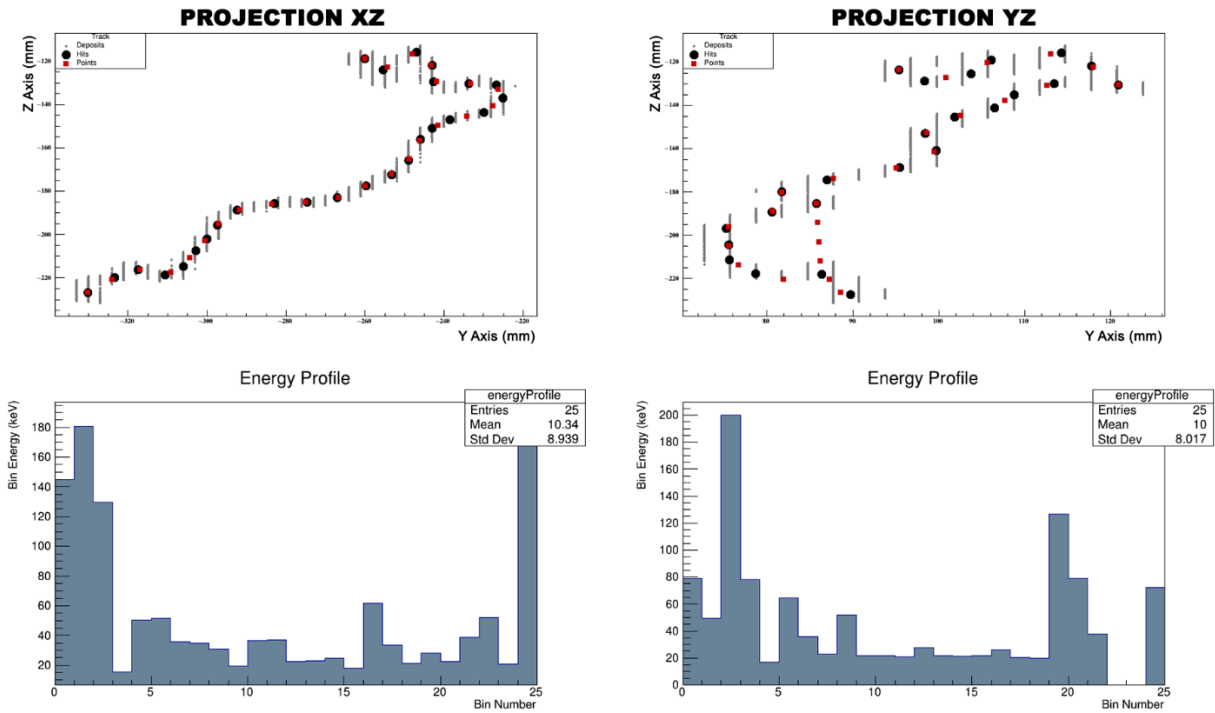 PROJECTION XZ
Track
Deposits
Hits
Points
Z Axis (mm)
−120
−140
−160
−180
−200
−220
−320
−300
−280
−260
−240
−220
Y Axis (mm)
PROJECTION YZ
Track
Deposits
Hits
Points
Z Axis (mm)
−120
−140
−160
−180
−200
−220
80
90
100
110
120
Y Axis (mm)
Energy Profile
energyProfile
Entries 25
Mean 10.34
Std Dev 8.939
Bin Energy (keV)
180
160
140
120
100
80
60
40
20
0
5
10
15
20
25
Bin Number
Energy Profile
energyProfile
Entries 25
Mean 10
Std Dev 8.017
Bin Energy (keV)
200
180
160
140
120
100
80
60
40
20
0
0
5
10
15
20
25
Bin Number